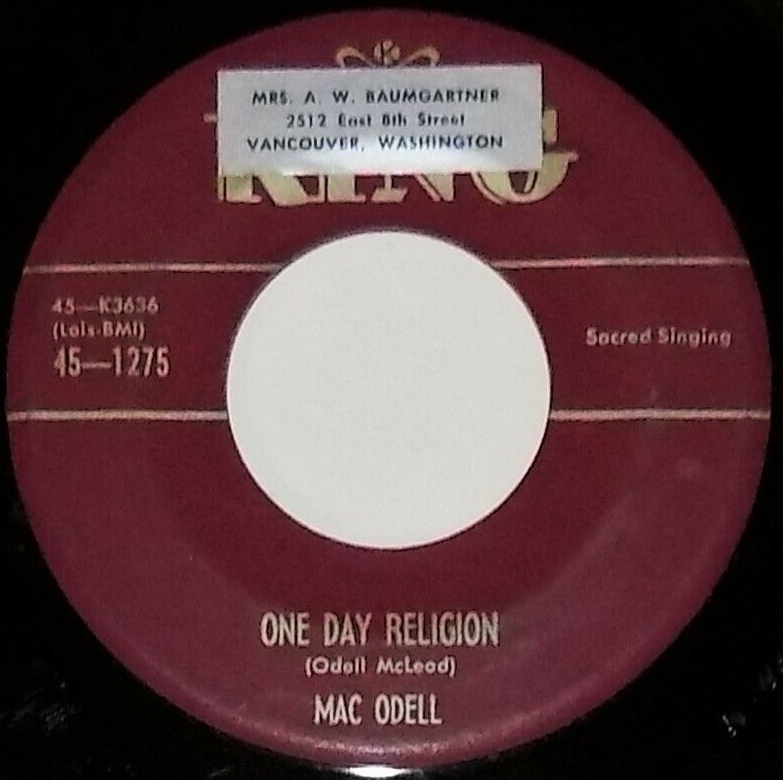 K
MRS. A. W. BAUMGARTNER
2512 East 8th Street
VANCOUVER, WASHINGTON
KING
45—K3636
(Lois-BMI)
45—1275
Sacred Singing
ONE DAY RELIGION
(Odell McLeod)
MAC ODELL